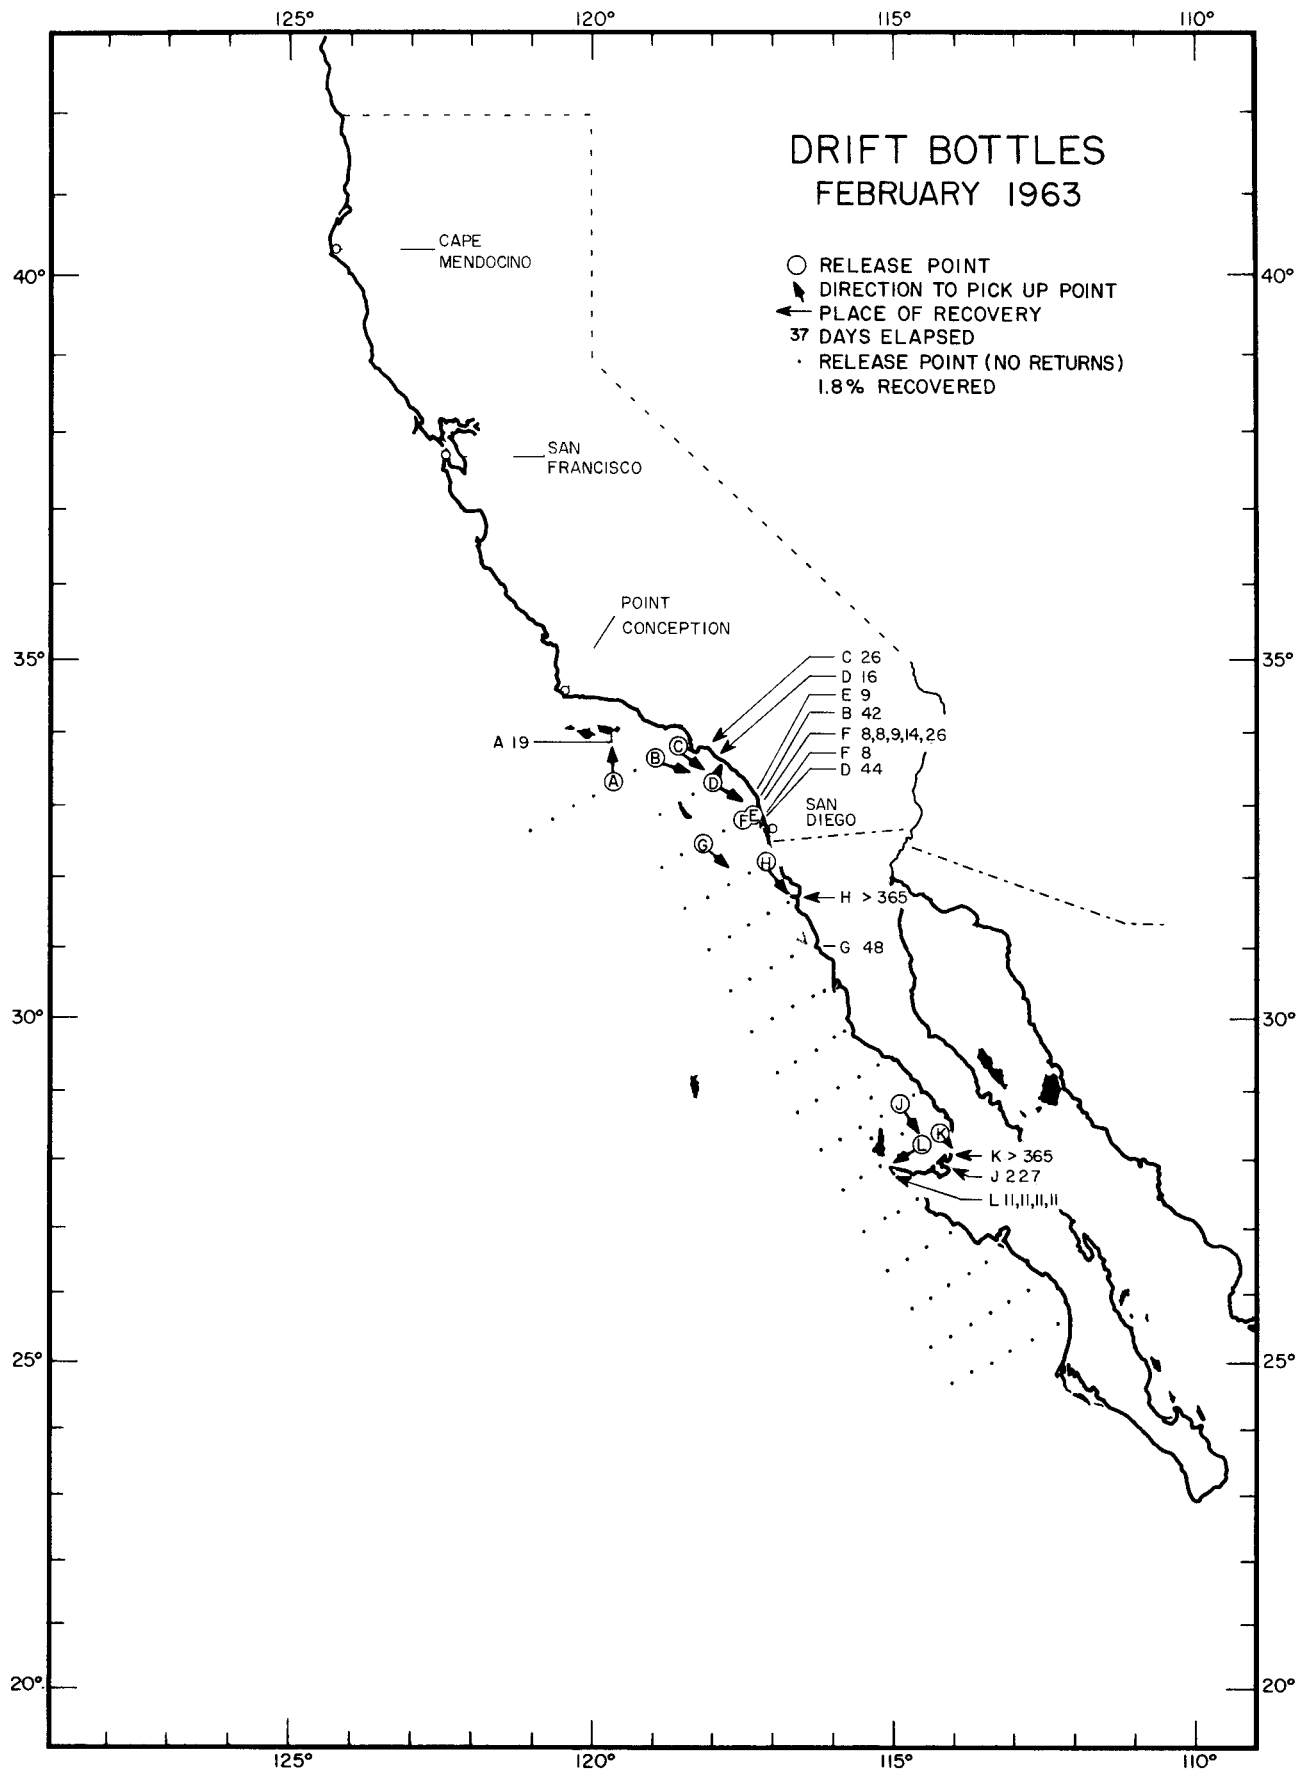 125° 120° 115° 110°
DRIFT BOTTLES
FEBRUARY 1963
RELEASE POINT
DIRECTION TO PICK UP POINT
PLACE OF RECOVERY
37 DAYS ELAPSED
RELEASE POINT (NO RETURNS)
1.8% RECOVERED
CAPE
MENDOCINO
40° 40°
SAN
FRANCISCO
POINT
CONCEPTION
35° 35°
C 26
D 16
E 9
B 42
F 8,8,9,14,26
F 8
D 44
A 19
C
B
A
D
E
F
SAN
DIEGO
G
H
H > 365
G 48
30° 30°
J
K
L
K > 365
J 227
L 11,11,11,11
25° 25°
20° 20°
125° 120° 115° 110°